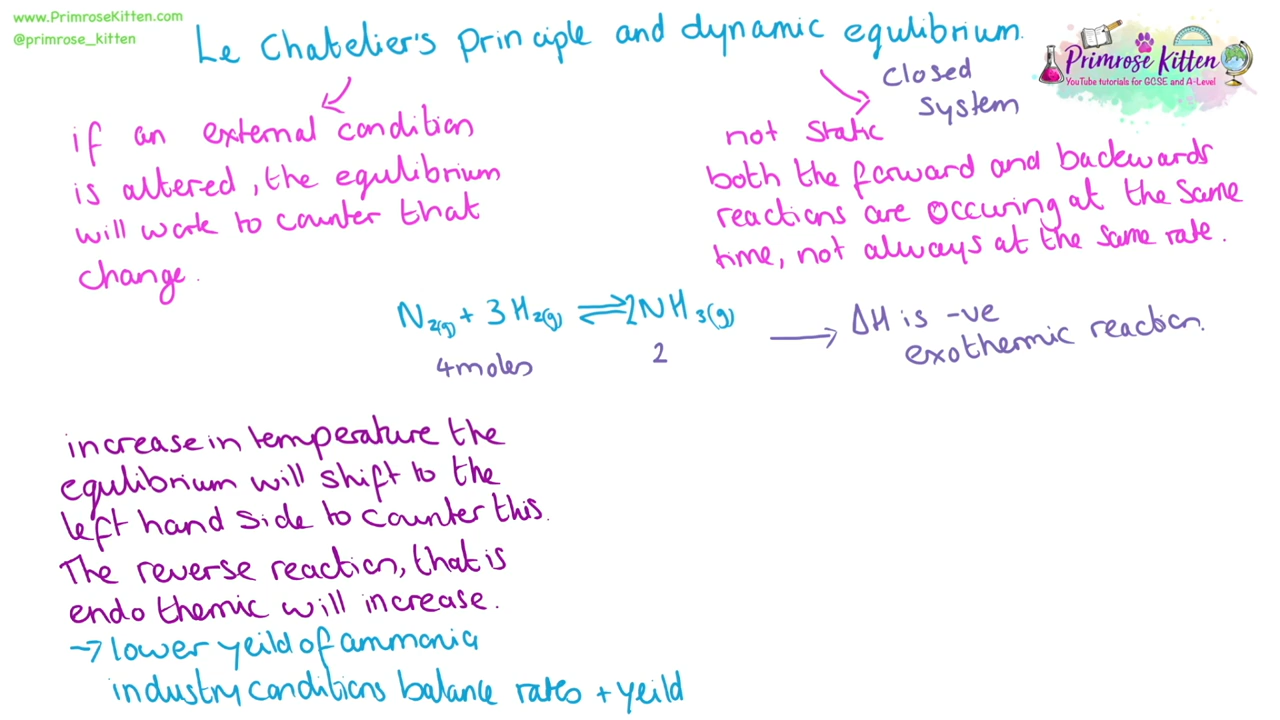 www.PrimroseKitten.com
@primrose_kitten
Le Chatelier's principle and dynamic equlibrium.
Primrose Kitten
YouTube tutorials for GCSE and A-Level
closed
system
if an external condition
is altered, the equlibrium
will work to counter that
change.
not static
both the forward and backwards
reactions are occuring at the same
time, not always at the same rate.
N₂(g) + 3H₂(g) ⇌ 2NH₃(g) → ΔH is -ve
4moles 2 exothermic reaction.
increase in temperature the
equlibrium will shift to the
left hand side to counter this.
The reverse reaction, that is
endothemic will increase.
→ lower yeild of ammonia
industry conditions balance rates + yeild